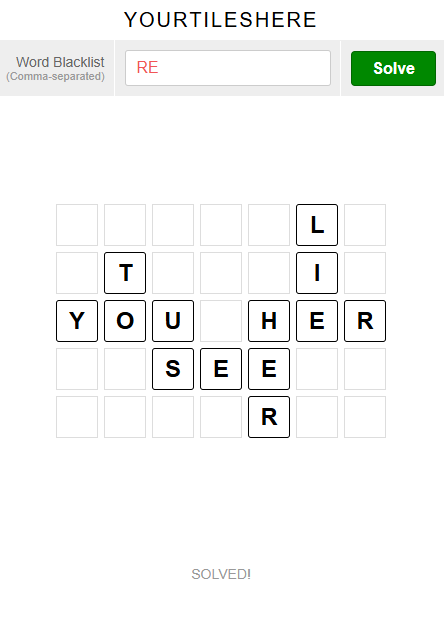 YOURTILESHERE
Word Blacklist
(Comma-separated)
RE
Solve
L
T I
Y O U H E R
S E E
R
SOLVED!